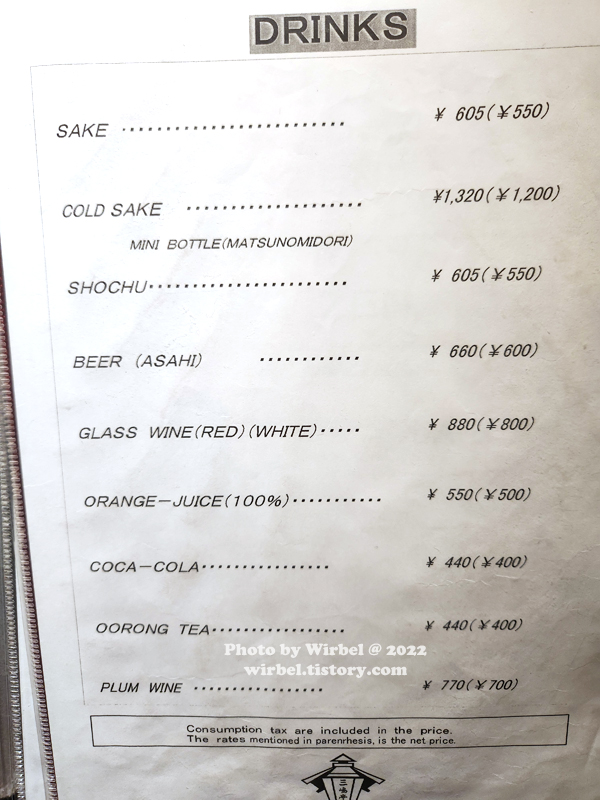 DRINKS
SAKE ························· ¥ 605(¥550)
COLD SAKE ···················· ¥1,320(¥1,200)
MINI BOTTLE(MATSUNOMIDORI)
SHOCHU······················· ¥ 605(¥550)
BEER (ASAHI) ············ ¥ 660(¥600)
GLASS WINE(RED)(WHITE)····· ¥ 880(¥800)
ORANGE-JUICE(100%)··········· ¥ 550(¥500)
COCA-COLA················ ¥ 440(¥400)
OORONG TEA················· ¥ 440(¥400)
Photo by Wirbel @ 2022
wirbel.tistory.com
PLUM WINE ················ ¥ 770(¥700)
Consumption tax are included in the price.
The rates mentioned in parenrhesis, is the net price.